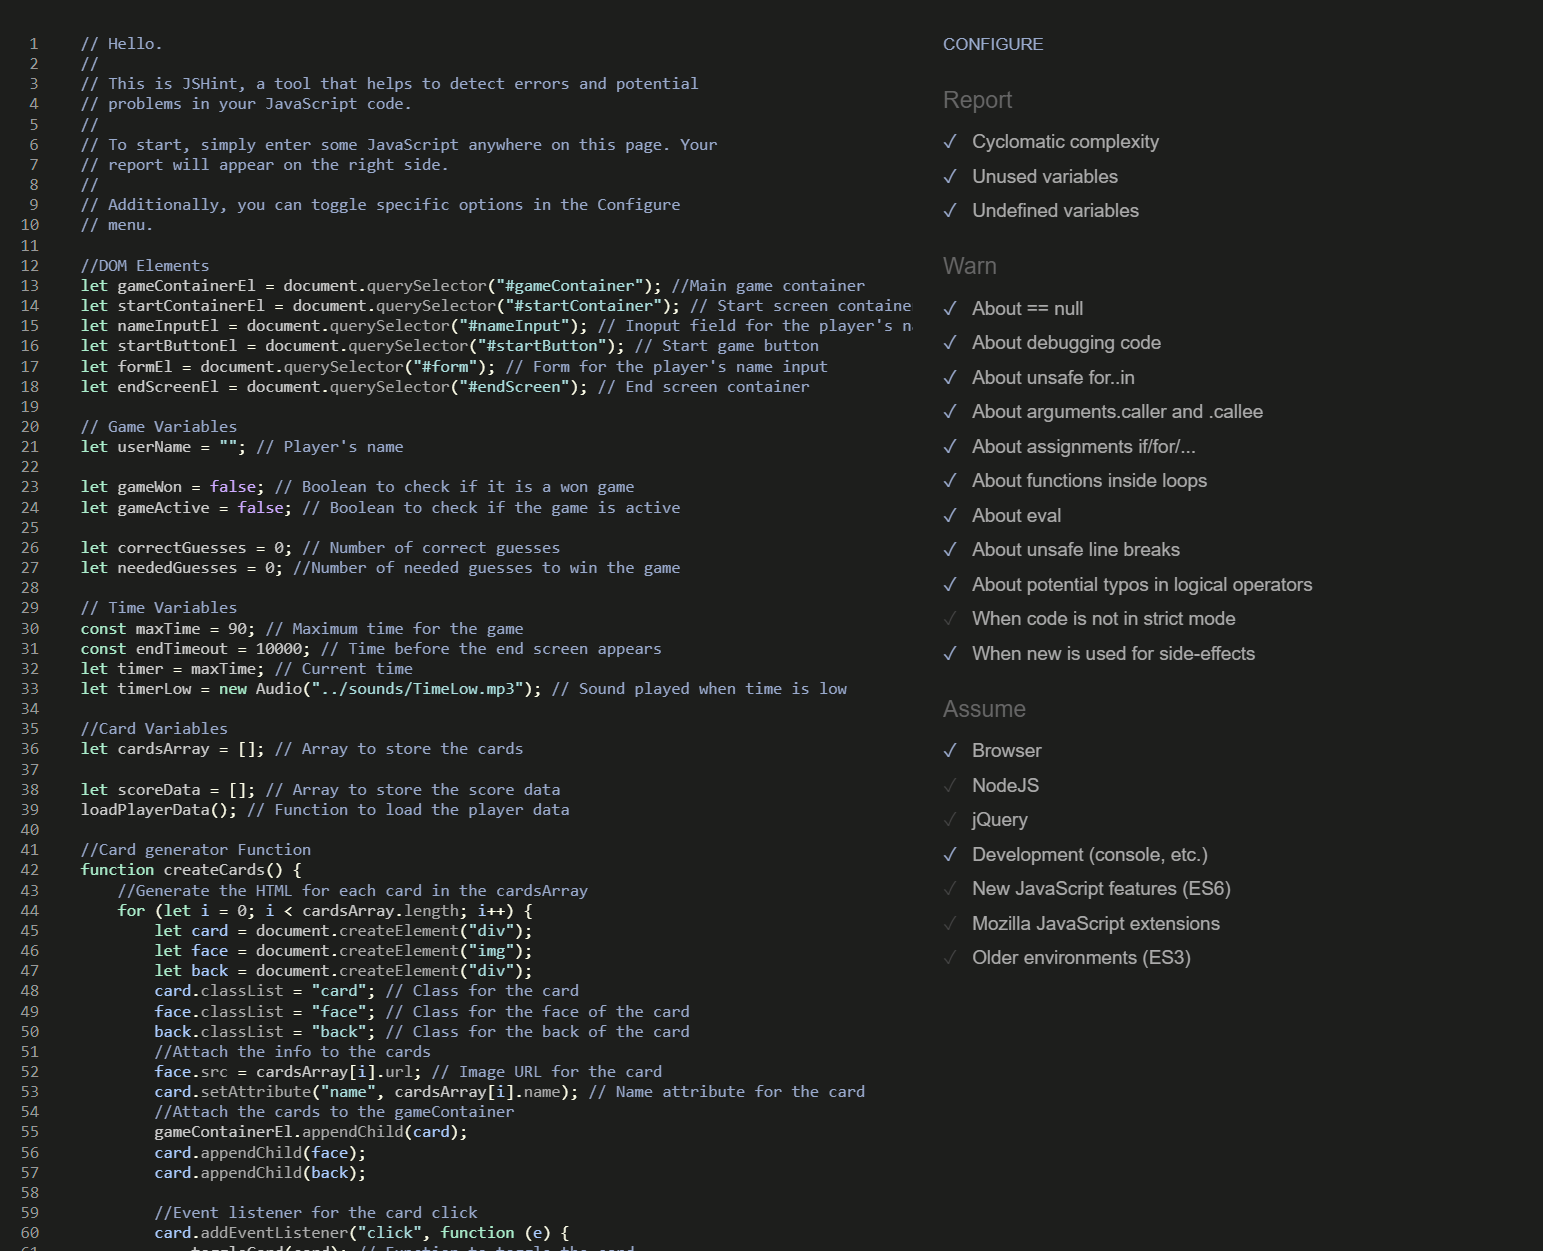 1 // Hello.
2 //
3 // This is JSHint, a tool that helps to detect errors and potential
4 // problems in your JavaScript code.
5 //
6 // To start, simply enter some JavaScript anywhere on this page. Your
7 // report will appear on the right side.
8 //
9 // Additionally, you can toggle specific options in the Configure
10 // menu.
11
12 //DOM Elements
13 let gameContainerEl = document.querySelector("#gameContainer"); //Main game container
14 let startContainerEl = document.querySelector("#startContainer"); // Start screen container
15 let nameInputEl = document.querySelector("#nameInput"); // Inoput field for the player's n
16 let startButtonEl = document.querySelector("#startButton"); // Start game button
17 let formEl = document.querySelector("#form"); // Form for the player's name input
18 let endScreenEl = document.querySelector("#endScreen"); // End screen container
19
20 // Game Variables
21 let userName = ""; // Player's name
22
23 let gameWon = false; // Boolean to check if it is a won game
24 let gameActive = false; // Boolean to check if the game is active
25
26 let correctGuesses = 0; // Number of correct guesses
27 let neededGuesses = 0; //Number of needed guesses to win the game
28
29 // Time Variables
30 const maxTime = 90; // Maximum time for the game
31 const endTimeout = 10000; // Time before the end screen appears
32 let timer = maxTime; // Current time
33 let timerLow = new Audio("../sounds/TimeLow.mp3"); // Sound played when time is low
34
35 //Card Variables
36 let cardsArray = []; // Array to store the cards
37
38 let scoreData = []; // Array to store the score data
39 loadPlayerData(); // Function to load the player data
40
41 //Card generator Function
42 function createCards() {
43 //Generate the HTML for each card in the cardsArray
44 for (let i = 0; i < cardsArray.length; i++) {
45 let card = document.createElement("div");
46 let face = document.createElement("img");
47 let back = document.createElement("div");
48 card.classList = "card"; // Class for the card
49 face.classList = "face"; // Class for the face of the card
50 back.classList = "back"; // Class for the back of the card
51 //Attach the info to the cards
52 face.src = cardsArray[i].url; // Image URL for the card
53 card.setAttribute("name", cardsArray[i].name); // Name attribute for the card
54 //Attach the cards to the gameContainer
55 gameContainerEl.appendChild(card);
56 card.appendChild(face);
57 card.appendChild(back);
58
59 //Event listener for the card click
60 card.addEventListener("click", function (e) {
61 toggleCard(card); // Function to toggle the card
CONFIGURE
Report
✓ Cyclomatic complexity
✓ Unused variables
✓ Undefined variables
Warn
✓ About == null
✓ About debugging code
✓ About unsafe for..in
✓ About arguments.caller and .callee
✓ About assignments if/for/...
✓ About functions inside loops
✓ About eval
✓ About unsafe line breaks
✓ About potential typos in logical operators
✓ When code is not in strict mode
✓ When new is used for side-effects
Assume
✓ Browser
✓ NodeJS
✓ jQuery
✓ Development (console, etc.)
✓ New JavaScript features (ES6)
✓ Mozilla JavaScript extensions
✓ Older environments (ES3)